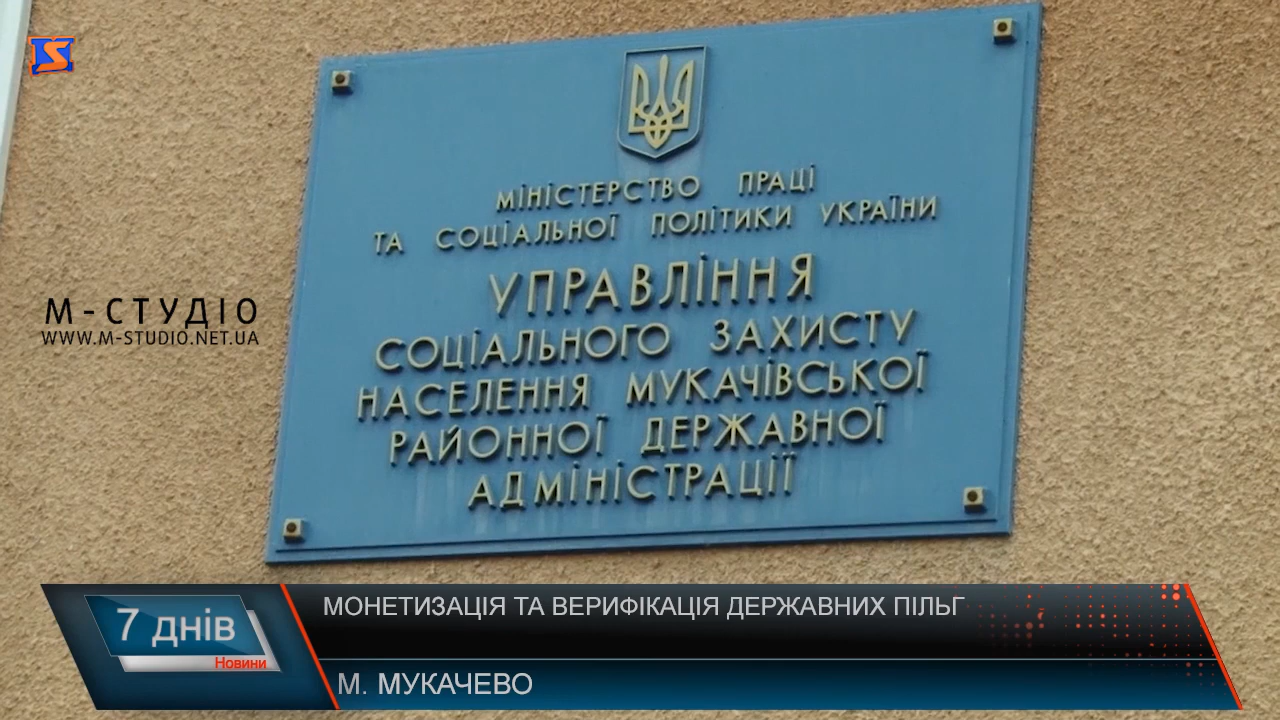 МІНІСТЕРСТВО ПРАЦІ
ТА СОЦІАЛЬНОЇ ПОЛІТИКИ УКРАЇНИ
УПРАВЛІННЯ
СОЦІАЛЬНОГО ЗАХИСТУ
НАСЕЛЕННЯ МУКАЧІВСЬКОЇ
РАЙОННОЇ ДЕРЖАВНОЇ
АДМІНІСТРАЦІЇ
М-СТУДІО
WWW.M-STUDIO.NET.UA
7 днів
Новини
МОНЕТИЗАЦІЯ ТА ВЕРИФІКАЦІЯ ДЕРЖАВНИХ ПІЛЬГ
М. МУКАЧЕВО